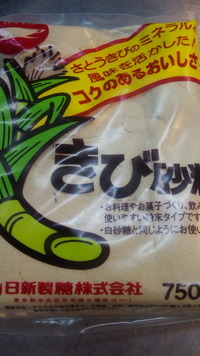 さとうきびのミネラル
風味を活かした!
コクのあるおいしさ
きび砂糖
・お料理やお菓子づくり、飲み
使いやすい粉末タイプです
・白砂糖と同じようにお使い
日新製糖株式会社
750